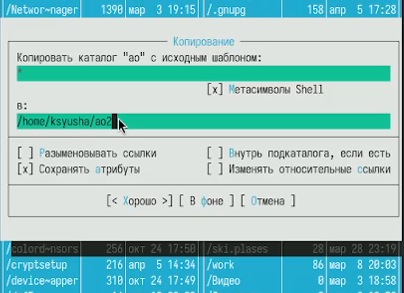 /Networ~nager 1390 мар 3 19:15 /.gnupg 158 апр 5 17:28
Копирование
Копировать каталог "ao" с исходным шаблоном:
*
[x] Метасимволы Shell
в:
/home/ksyusha/ao2
[ ] Разыменовывать ссылки [ ] Внутрь подкаталога, если есть
[x] Сохранять атрибуты [ ] Изменять относительные ссылки
[< Хорошо >] [ В фоне ] [ Отмена ]
/colord~nsors 256 окт 24 17:50 /ski.plases 28 мар 28 23:19
/cryptsetup 216 апр 5 14:34 /work 86 мар 8 20:03
/device~apper 310 окт 24 17:49 /Видео 0 мар 3 18:58